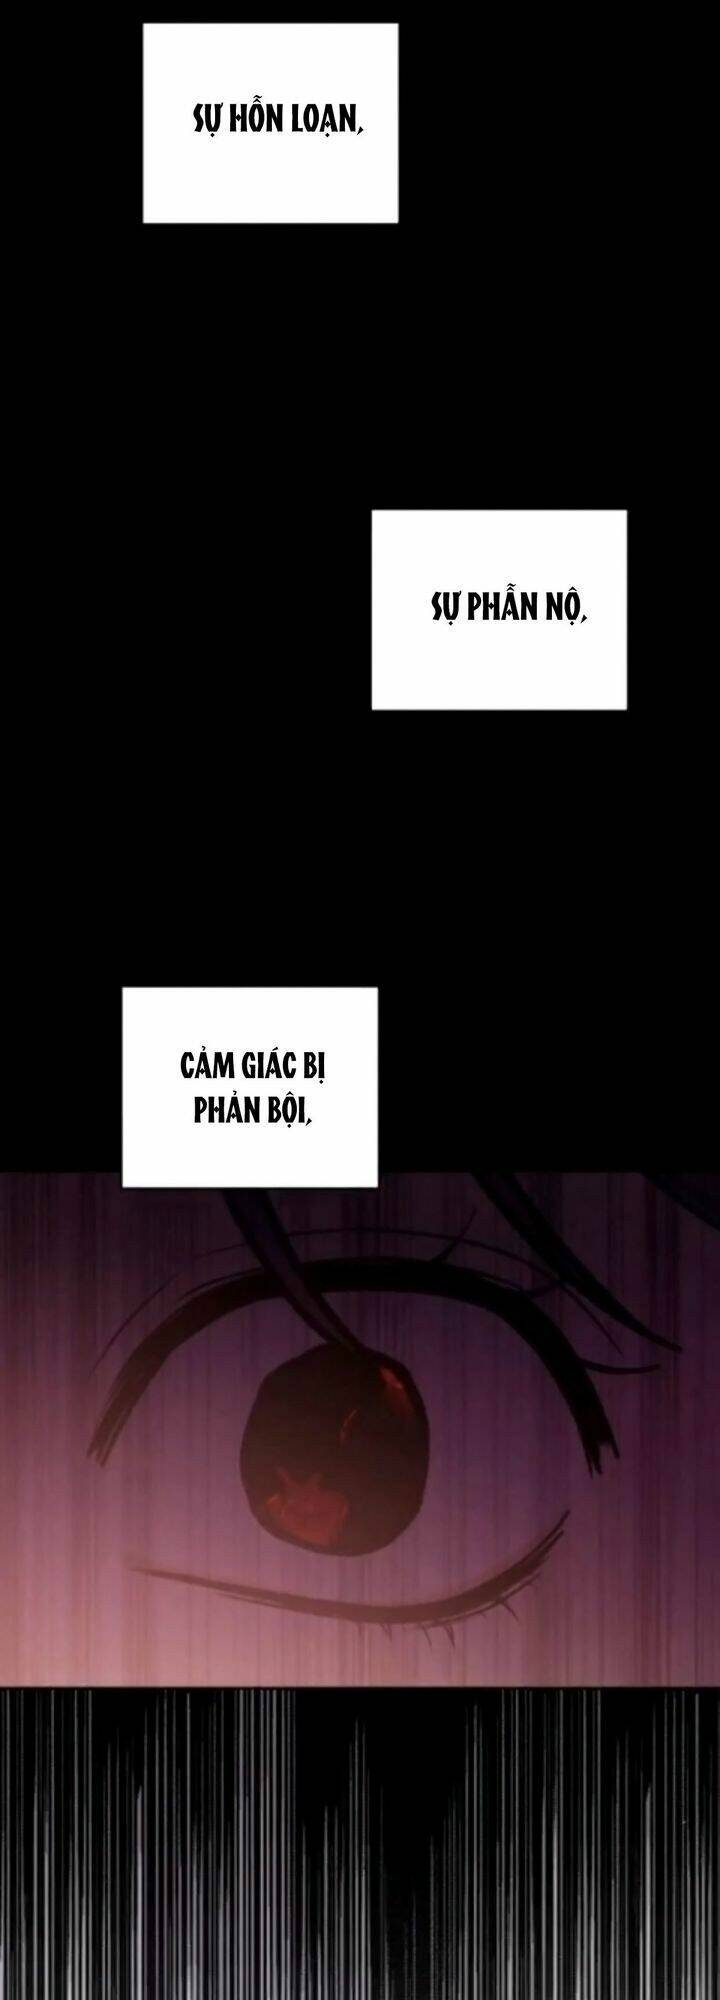 SỰ HỖN LOẠN,
SỰ PHẪN NỘ,
CẢM GIÁC BỊ
PHẢN BỘI,